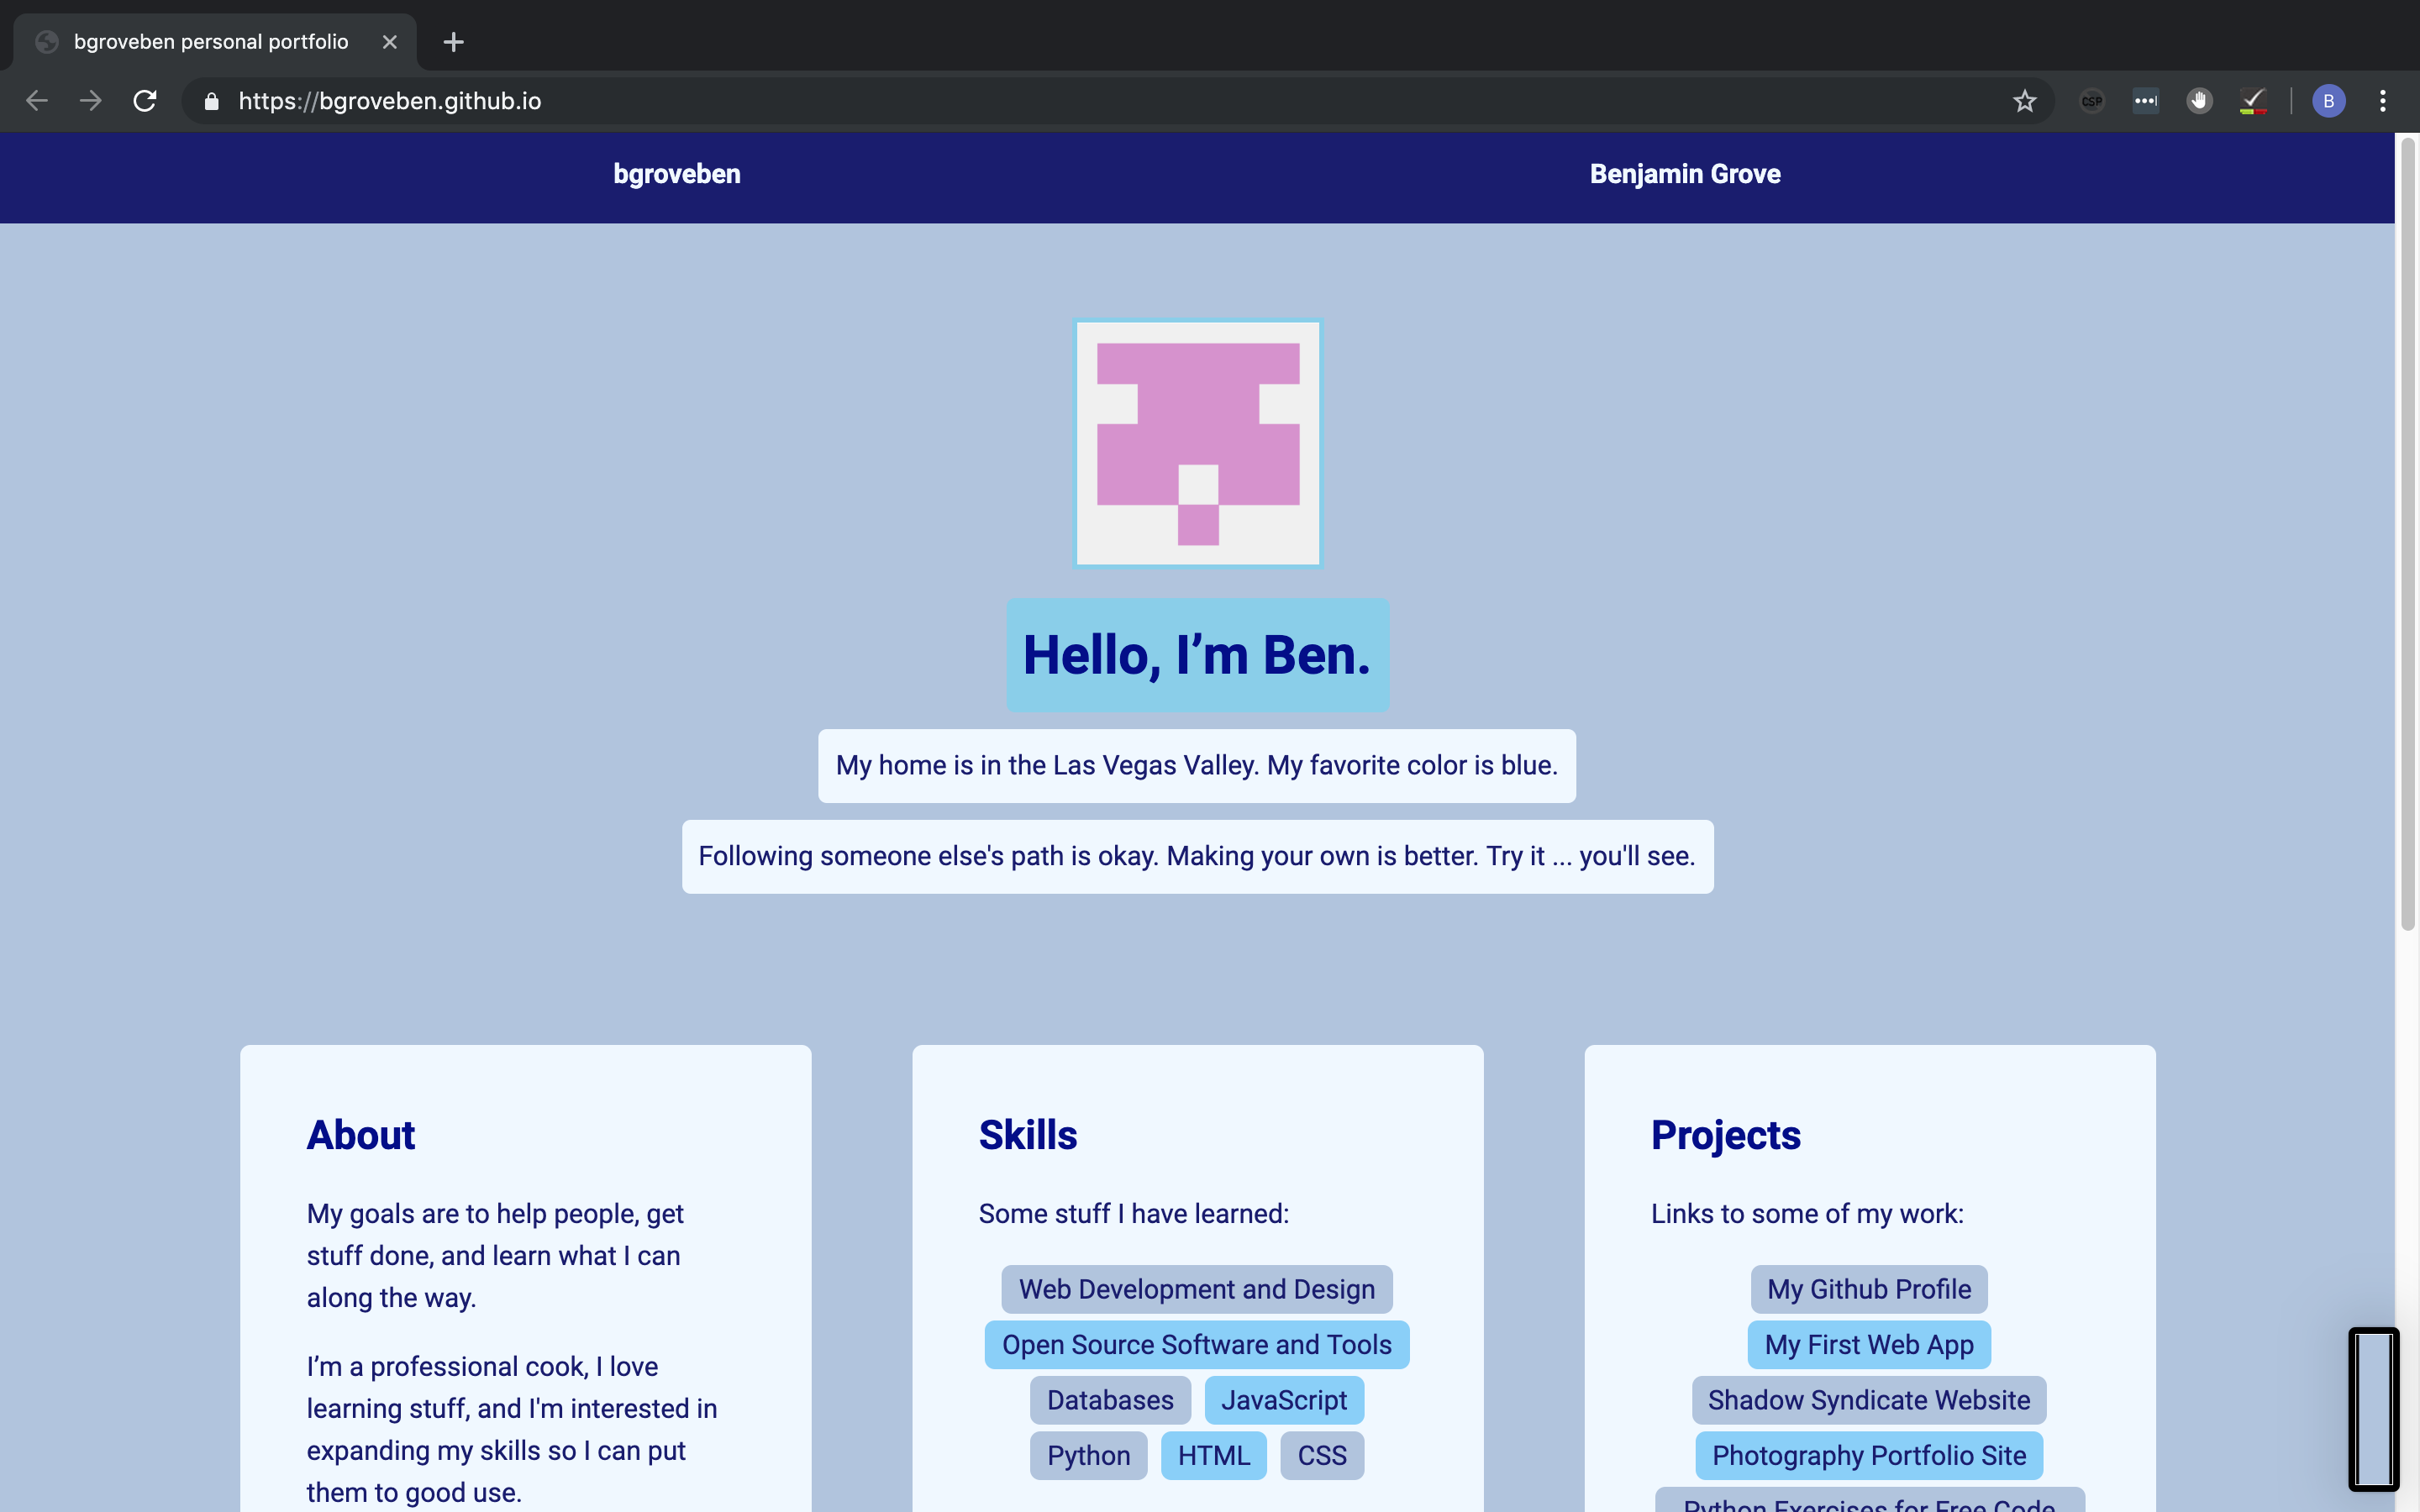 bgroveben personal portfolio
https://bgroveben.github.io
CSP
B
bgroveben
Benjamin Grove
Hello, I’m Ben.
My home is in the Las Vegas Valley. My favorite color is blue.
Following someone else's path is okay. Making your own is better. Try it ... you'll see.
About
My goals are to help people, get
stuff done, and learn what I can
along the way.
I’m a professional cook, I love
learning stuff, and I'm interested in
expanding my skills so I can put
them to good use.
Skills
Some stuff I have learned:
Web Development and Design
Open Source Software and Tools
Databases JavaScript
Python HTML CSS
Projects
Links to some of my work:
My Github Profile
My First Web App
Shadow Syndicate Website
Photography Portfolio Site
Python Exercises for Free Code